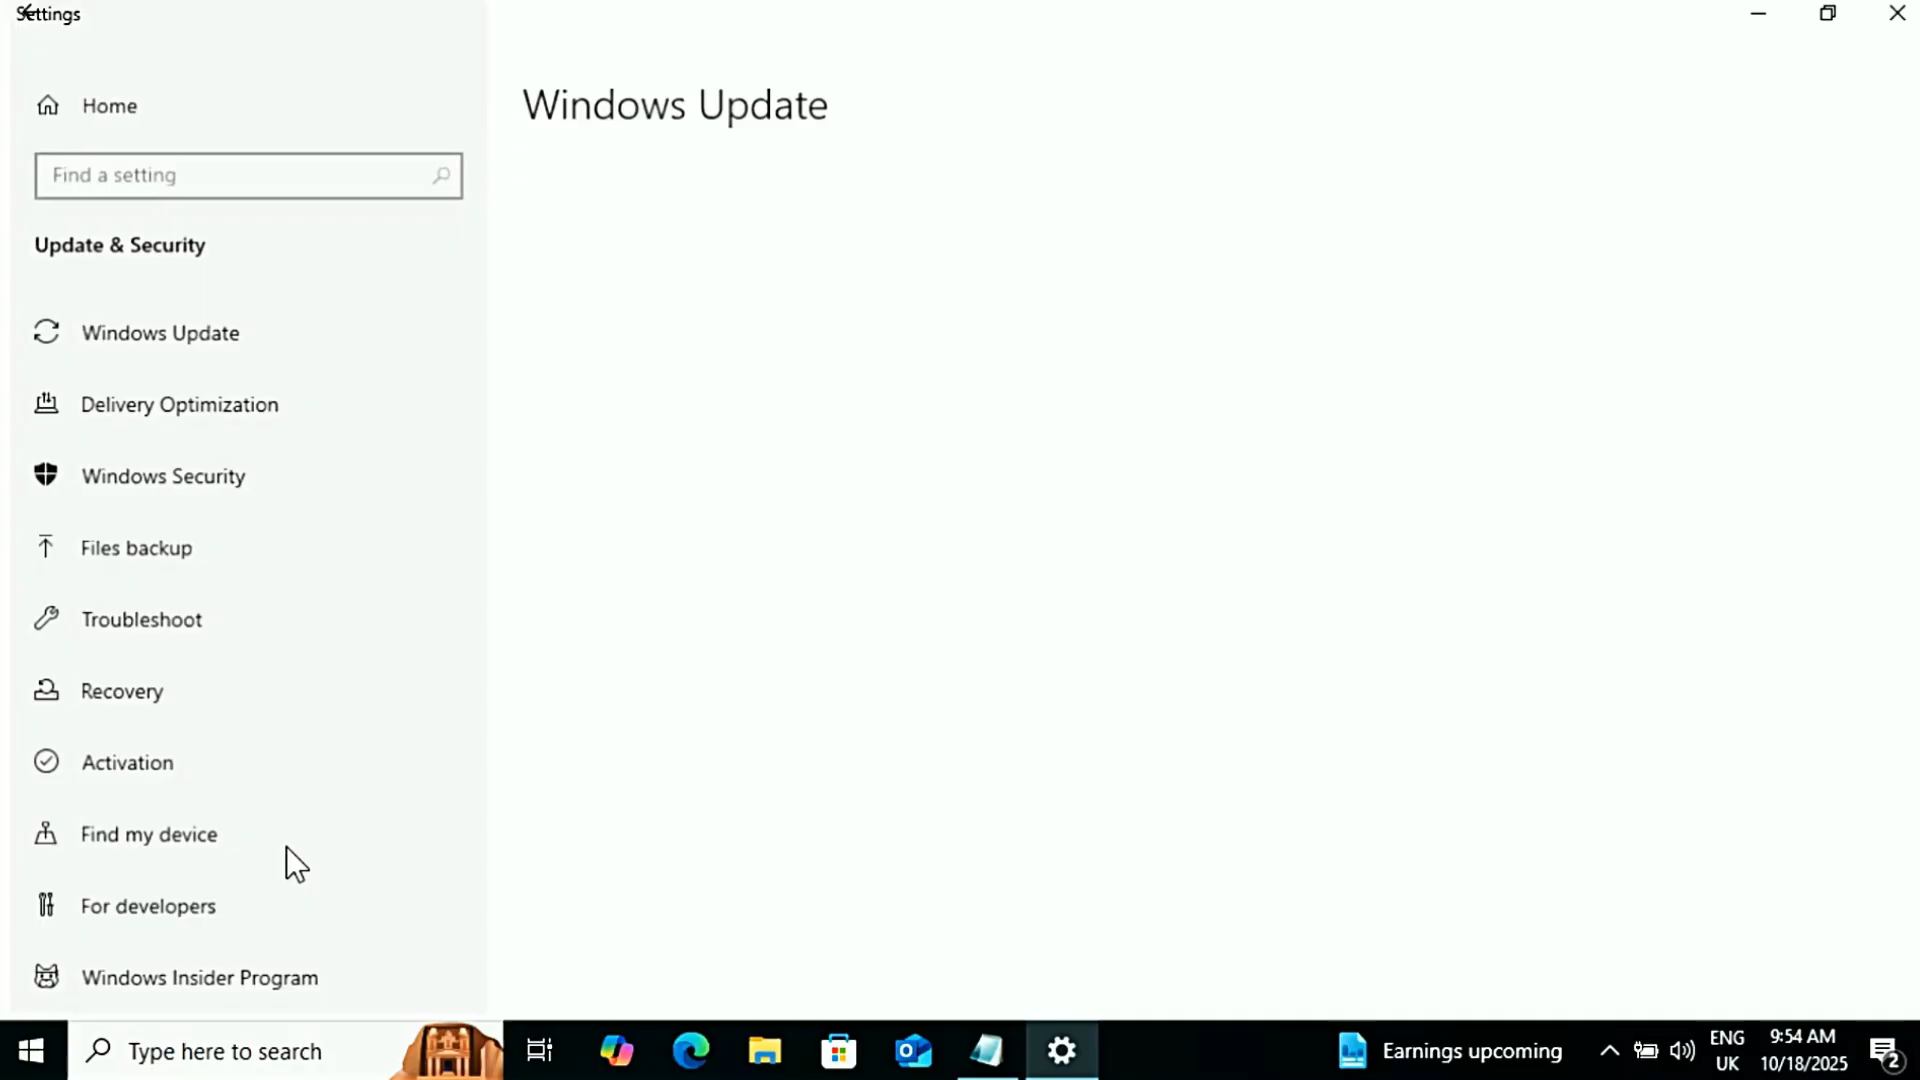 Settings
Home
Find a setting
Update & Security
Windows Update
Delivery Optimization
Windows Security
Files backup
Troubleshoot
Recovery
Activation
Find my device
For developers
Windows Insider Program
Windows Update
Type here to search
Earnings upcoming
ENG
UK
9:54 AM
10/18/2025
2